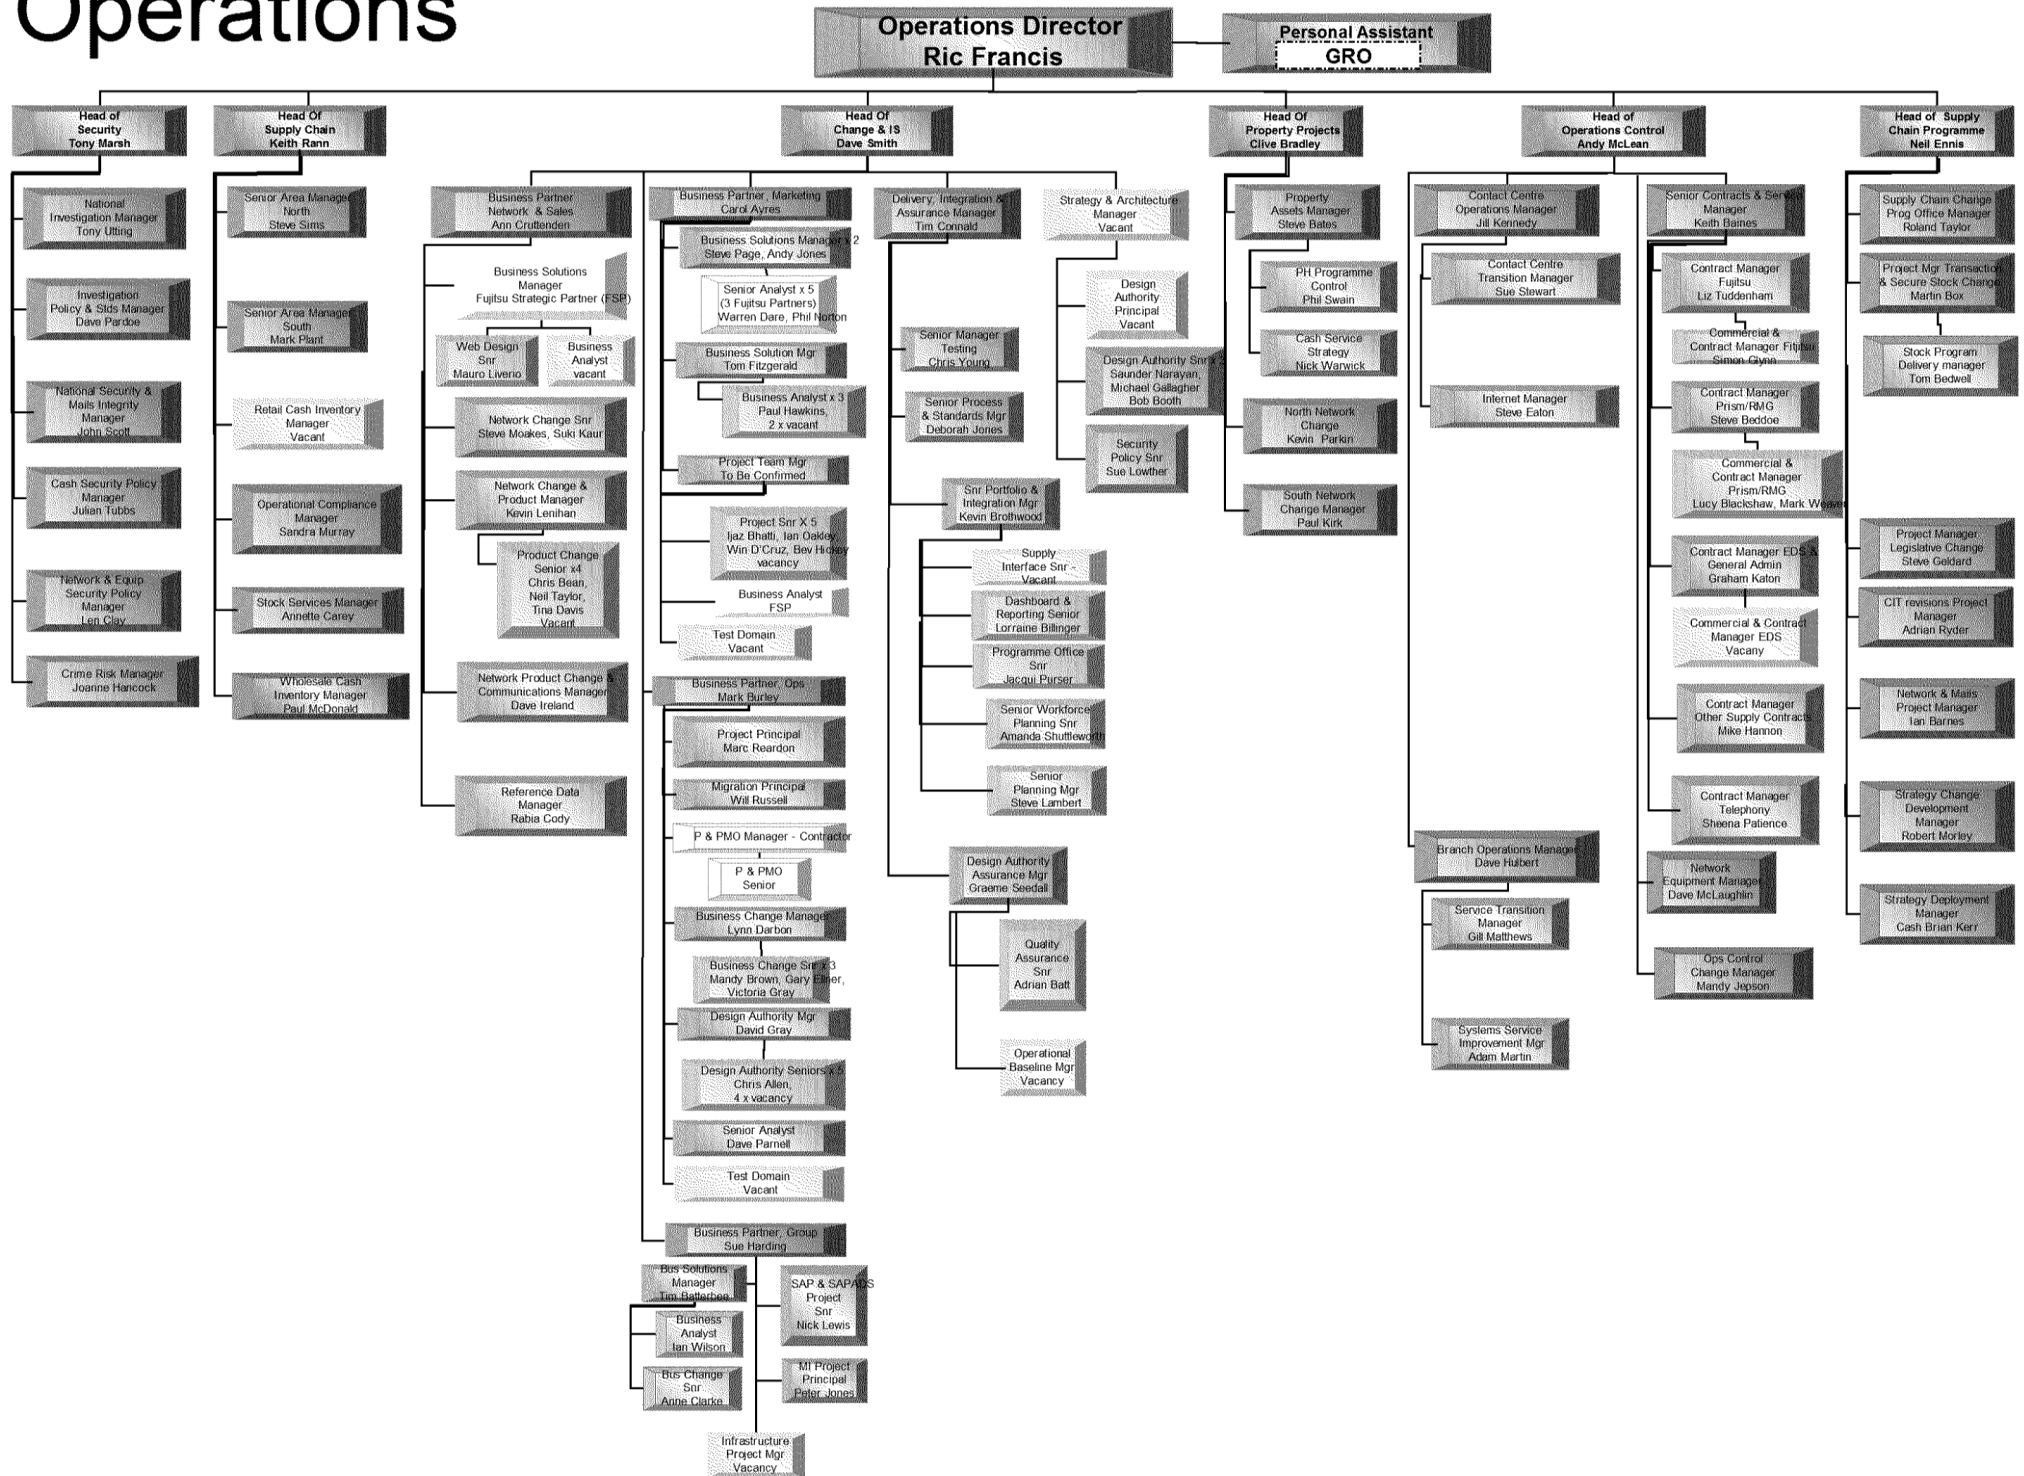 Operations
Operations Director
Ric Francis
Personal Assistant
GRO
Head of
Security
Tony Marsh
Head Of
Supply Chain
Keith Rann
Head Of
Change & IS
Dave Smith
Head Of
Property Projects
Clive Bradley
Head of
Operations Control
Andy McLean
Head of Supply
Chain Programme
Neil Ennis
National
Investigation Manager
Tony Utting
Investigation
Policy & Stds Manager
Dave Pardoe
National Security &
Mails Integrity
Manager
John Scott
Cash Security Policy
Manager
Julian Tubbs
Network & Equip
Security Policy
Manager
Len Clay
Crime Risk Manager
Joanne Hancock
Senior Area Manager
North
Steve Sims
Senior Area Manager
South
Mark Plant
Retail Cash Inventory
Manager
Vacant
Operational Compliance
Manager
Sandra Murray
Stock Services Manager
Annette Carey
Wholesale Cash
Inventory Manager
Paul McDonald
Business Partner
Network & Sales
Ann Cruttenden
Business Solutions
Manager
Fujitsu Strategic Partner (FSP)
Web Design
Snr
Mauro Liverio
Business
Analyst
vacant
Network Change Snr
Steve Moakes, Suki Kaur
Network Change &
Product Manager
Kevin Lenihan
Product Change
Senior x4
Chris Bean,
Neil Taylor,
Tina Davis
Vacant
Network Product Change &
Communications Manager
Dave Ireland
Reference Data
Manager
Rabia Cody
Business Partner, Marketing
Carol Ayres
Business Solutions Manager x 2
Steve Page, Andy Jones
Senior Analyst x 5
(3 Fujitsu Partners)
Warren Dare, Phil Norton
Business Solution Mgr
Tom Fitzgerald
Business Analyst x 3
Paul Hawkins,
2 x vacant
Project Team Mgr
To Be Confirmed
Project Snr X 5
Ijaz Bhatti, Ian Oakley,
Win D'Cruz, Bev Hickey
vacancy
Business Analyst
FSP
Test Domain
Vacant
Business Partner, Ops
Mark Burley
Project Principal
Marc Reardon
Migration Principal
Will Russell
P & PMO Manager - Contractor
P & PMO
Senior
Business Change Manager
Lynn Darbon
Business Change Snr x 3
Mandy Brown, Gary Ellner,
Victoria Gray
Design Authority Mgr
David Gray
Design Authority Seniors x 5
Chris Allen,
4 x vacancy
Senior Analyst
Dave Parnell
Test Domain
Vacant
Business Partner, Group
Sue Harding
Bus Solutions
Manager
Tim Batterbee
Business
Analyst
Ian Wilson
Bus Change
Snr
Anne Clarke
SAP & SAPADS
Project
Snr
Nick Lewis
MI Project
Principal
Peter Jones
Infrastructure
Project Mgr
Vacancy
Delivery, Integration &
Assurance Manager
Tim Connald
Senior Manager
Testing
Chris Young
Senior Process
& Standards Mgr
Deborah Jones
Snr Portfolio &
Integration Mgr
Kevin Brothwood
Supply
Interface Snr -
Vacant
Dashboard &
Reporting Senior
Lorraine Billinger
Programme Office
Snr
Jacqui Purser
Senior Workforce
Planning Snr
Amanda Shuttleworth
Senior
Planning Mgr
Steve Lambert
Design Authority
Assurance Mgr
Graeme Seedall
Quality
Assurance
Snr
Adrian Batt
Operational
Baseline Mgr
Vacancy
Strategy & Architecture
Manager
Vacant
Design
Authority
Principal
Vacant
Design Authority Snr x
Saunder Narayan,
Michael Gallagher
Bob Booth
Security
Policy Snr
Sue Lowther
Property
Assets Manager
Steve Bates
PH Programme
Control
Phil Swain
Cash Service
Strategy
Nick Warwick
North Network
Change
Kevin Parkin
South Network
Change Manager
Paul Kirk
Contact Centre
Operations Manager
Jill Kennedy
Contact Centre
Transition Manager
Sue Stewart
Internet Manager
Steve Eaton
Branch Operations Manager
Dave Hulbert
Service Transition
Manager
Gill Matthews
Systems Service
Improvement Mgr
Adam Martin
Senior Contracts & Service
Manager
Keith Baines
Contract Manager
Fujitsu
Liz Tuddenham
Commercial &
Contract Manager Fitjitsu
Simon Glynn
Contract Manager
Prism/RMG
Steve Beddoe
Commercial &
Contract Manager
Prism/RMG
Lucy Blackshaw, Mark Weaver
Contract Manager EDS &
General Admin
Graham Katon
Commercial & Contract
Manager EDS
Vacany
Contract Manager
Other Supply Contracts
Mike Hannon
Contract Manager
Telephony
Sheena Patience
Network
Equipment Manager
Dave McLaughlin
Ops Control
Change Manager
Mandy Jepson
Supply Chain Change
Prog Office Manager
Roland Taylor
Project Mgr Transaction
& Secure Stock Change
Martin Box
Stock Program
Delivery manager
Tom Bedwell
Project Manager
Legislative Change
Steve Geldard
CIT revisions Project
Manager
Adrian Ryder
Network & Mails
Project Manager
Ian Barnes
Strategy Change
Development
Manager
Robert Morley
Strategy Deployment
Manager
Cash Brian Kerr